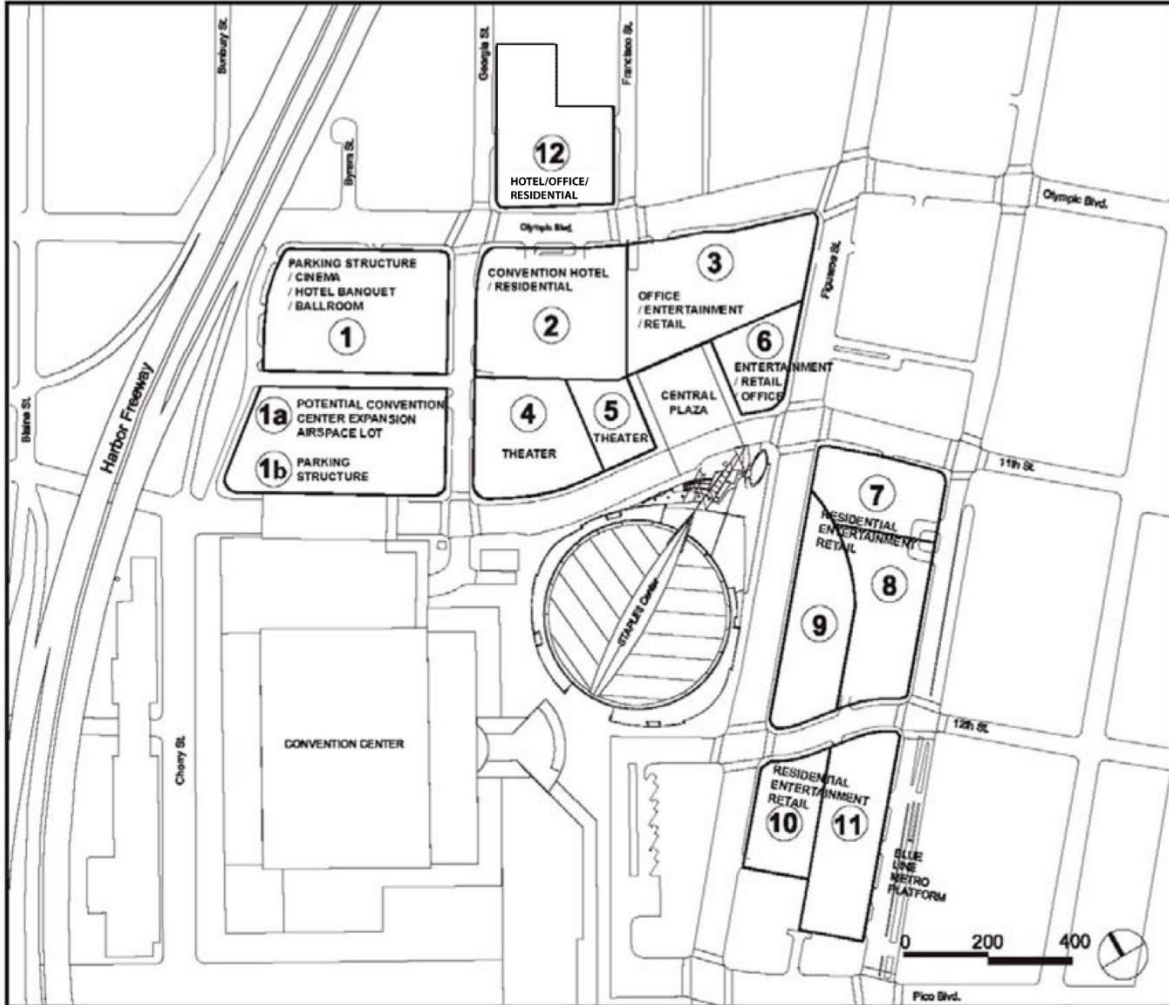 Sunbury St.
Georgia St.
Francisco St.
Byrem St.
12
HOTEL/OFFICE/
RESIDENTIAL
Olympic Blvd.
Olympic Blvd.
PARKING STRUCTURE
/ CINEMA
/ HOTEL BANQUET
/ BALLROOM
1
CONVENTION HOTEL
/ RESIDENTIAL
2
3
OFFICE
/ ENTERTAINMENT
/ RETAIL
Figueroa St.
6
ENTERTAINMENT
/ RETAIL
/ OFFICE
CENTRAL
PLAZA
4
THEATER
5
THEATER
1a
POTENTIAL CONVENTION
CENTER EXPANSION
AIRSPACE LOT
1b
PARKING
STRUCTURE
Blaine St.
Harbor Freeway
11th St.
7
RESIDENTIAL
ENTERTAINMENT
RETAIL
8
9
STAPLES Center
12th St.
CONVENTION CENTER
Cherry St.
RESIDENTIAL
ENTERTAINMENT
RETAIL
10
11
BLUE
LINE
METRO
PLATFORM
0 200 400
Pico Blvd.